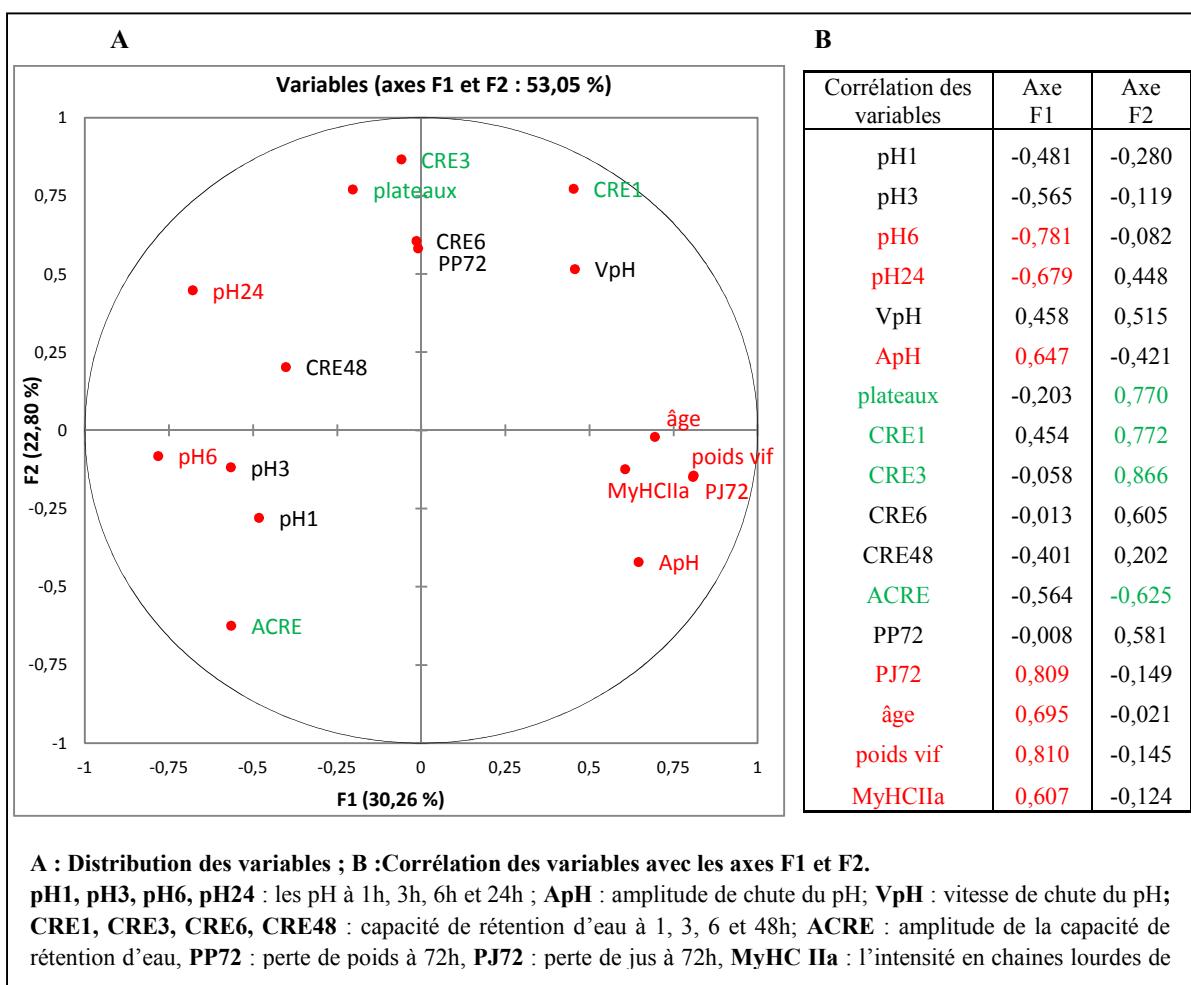 A
B
Variables (axes F1 et F2 : 53,05 %)
1
0,75
0,5
0,25
0
-0,25
-0,5
-0,75
-1
F2 (22,80 %)
CRE3
plateaux
CRE1
CRE6
PP72
VpH
pH24
CRE48
âge
pH6
pH3
poids vif
MyHCIIa
PJ72
pH1
ApH
ACRE
-1 -0,75 -0,5 -0,25 0 0,25 0,5 0,75 1
F1 (30,26 %)
Corrélation des variables Axe F1 Axe F2
pH1 -0,481 -0,280
pH3 -0,565 -0,119
pH6 -0,781 -0,082
pH24 -0,679 0,448
VpH 0,458 0,515
ApH 0,647 -0,421
plateaux -0,203 0,770
CRE1 0,454 0,772
CRE3 -0,058 0,866
CRE6 -0,013 0,605
CRE48 -0,401 0,202
ACRE -0,564 -0,625
PP72 -0,008 0,581
PJ72 0,809 -0,149
âge 0,695 -0,021
poids vif 0,810 -0,145
MyHCIIa 0,607 -0,124
A : Distribution des variables ; B :Corrélation des variables avec les axes F1 et F2.
pH1, pH3, pH6, pH24 : les pH à 1h, 3h, 6h et 24h ; ApH : amplitude de chute du pH; VpH : vitesse de chute du pH;
CRE1, CRE3, CRE6, CRE48 : capacité de rétention d'eau à 1, 3, 6 et 48h; ACRE : amplitude de la capacité de
rétention d'eau, PP72 : perte de poids à 72h, PJ72 : perte de jus à 72h, MyHC IIa : l'intensité en chaines lourdes de